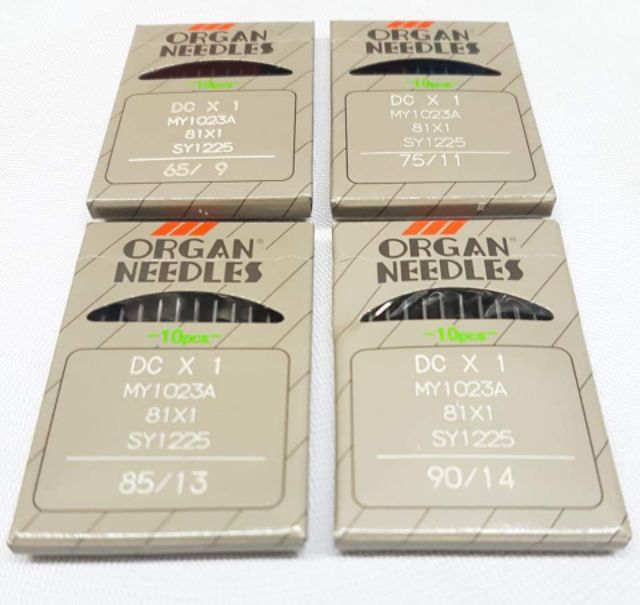 ORGAN
NEEDLES
-10pcs-
DC X 1
MY1023A
81X1
SY1225
65/ 9
ORGAN
NEEDLES
-10pcs-
DC X 1
MY1023A
81X1
SY1225
75/11
ORGAN®
NEEDLES
-10pcs-
DC X 1
MY1023A
81X1
SY1225
85/13
ORGAN®
NEEDLES
-10pcs-
DC X 1
MY1023A
81X1
SY1225
90/14